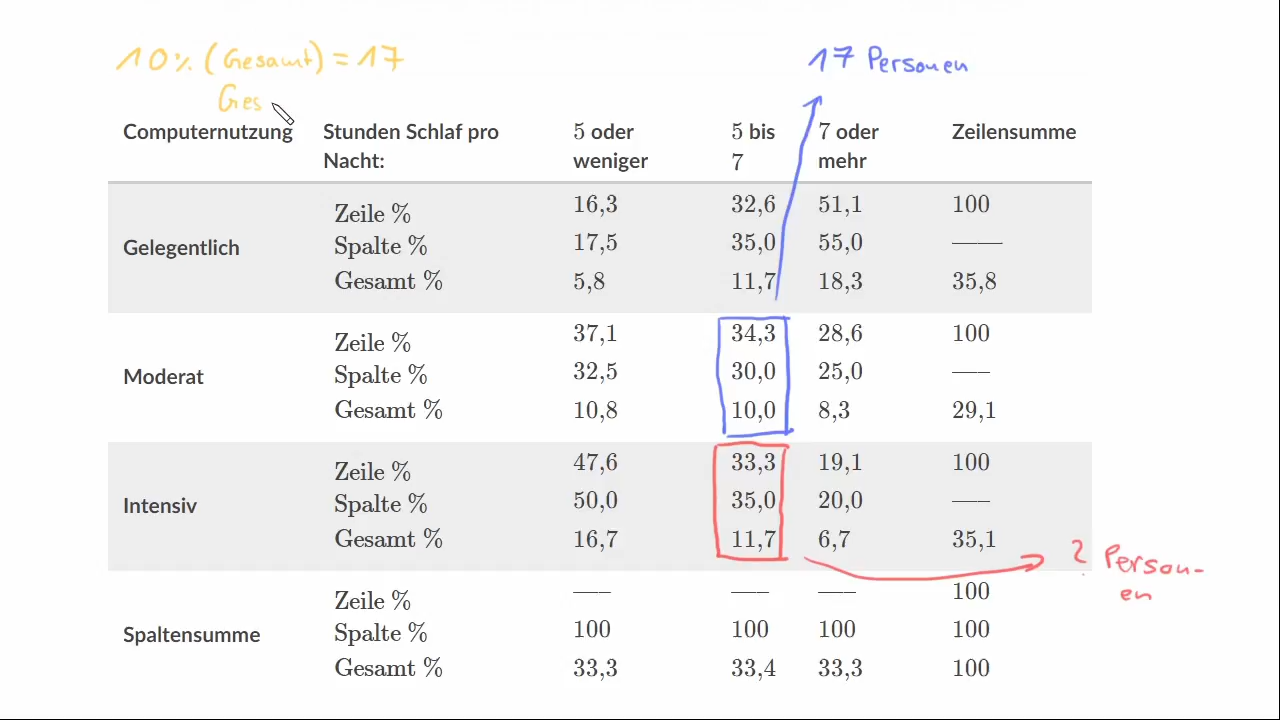 10% (Gesamt) = 17
17 Personen
Ges
Computernutzung Stunden Schlaf pro Nacht: 5 oder weniger 5 bis 7 7 oder mehr Zeilensumme
Zeile % 16,3 32,6 51,1 100
Gelegentlich Spalte % 17,5 35,0 55,0 —
Gesamt % 5,8 11,7 18,3 35,8
Zeile % 37,1 34,3 28,6 100
Moderat Spalte % 32,5 30,0 25,0 —
Gesamt % 10,8 10,0 8,3 29,1
Zeile % 47,6 33,3 19,1 100
Intensiv Spalte % 50,0 35,0 20,0 —
Gesamt % 16,7 11,7 6,7 35,1
? Person-
en
Zeile % — — — 100
Spaltensumme Spalte % 100 100 100 100
Gesamt % 33,3 33,4 33,3 100